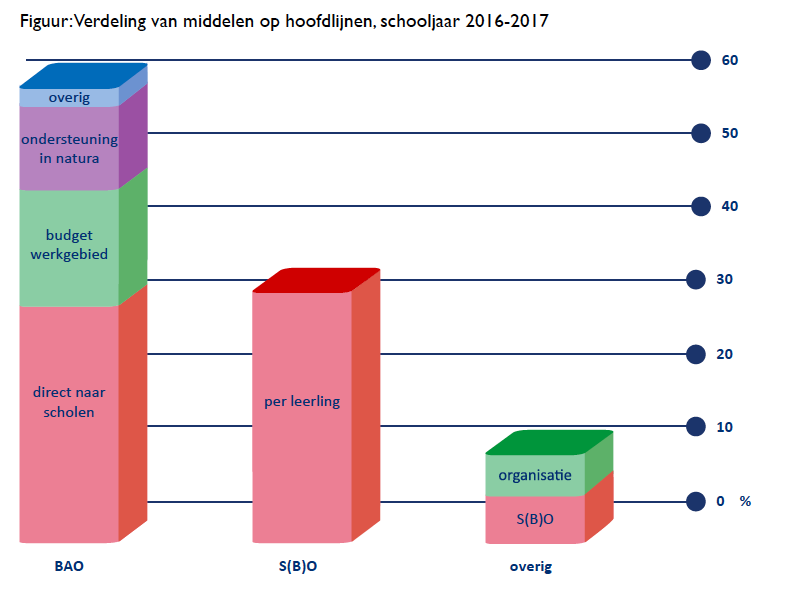 Figuur: Verdeling van middelen op hoofdlijnen, schooljaar 2016-2017
60
overig
ondersteuning
in natura
50
40
budget
werkgebied
30
20
direct naar
scholen
per leerling
10
organisatie
S(B)O
0 %
BAO
S(B)O
overig